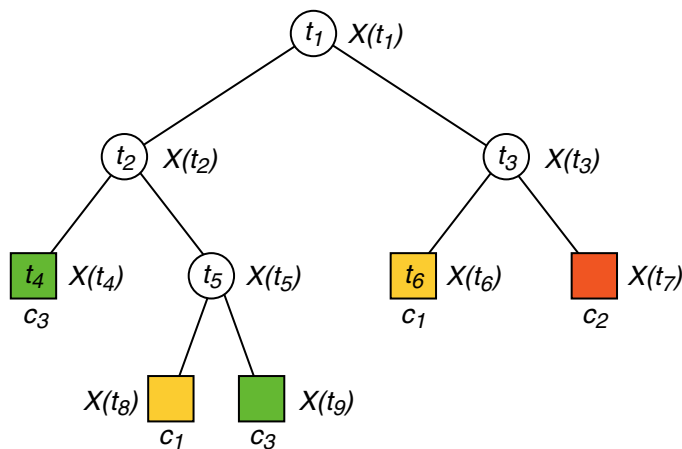 t₁ X(t₁)
t₂ X(t₂) t₃ X(t₃)
t₄ X(t₄) t₅ X(t₅) t₆ X(t₆) X(t₇)
c₃ c₁ c₂
X(t₈) X(t₉)
c₁ c₃